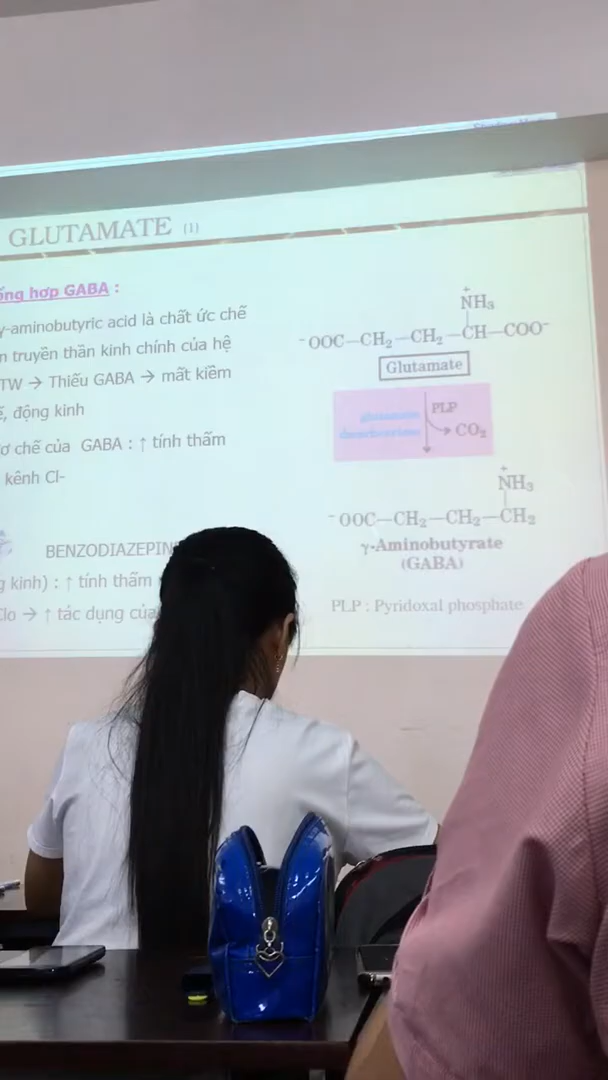 GLUTAMATE (1)
hợp GABA :
γ-aminobutyric acid là chất ức chế
truyền thần kinh chính của hệ
TW → Thiếu GABA → mất kiềm
động kinh
chế của GABA : ↑ tính thấm
kênh Cl-
BENZODIAZEPIN
kinh) : ↑ tính thấm
→ ↑ tác dụng của
+
NH₃
⁻OOC—CH₂—CH₂—CH—COO⁻
Glutamate
glutamate
decarboxylase
PLP
CO₂
+
NH₃
⁻OOC—CH₂—CH₂—CH₂
γ-Aminobutyrate
(GABA)
PLP : Pyridoxal phosphate